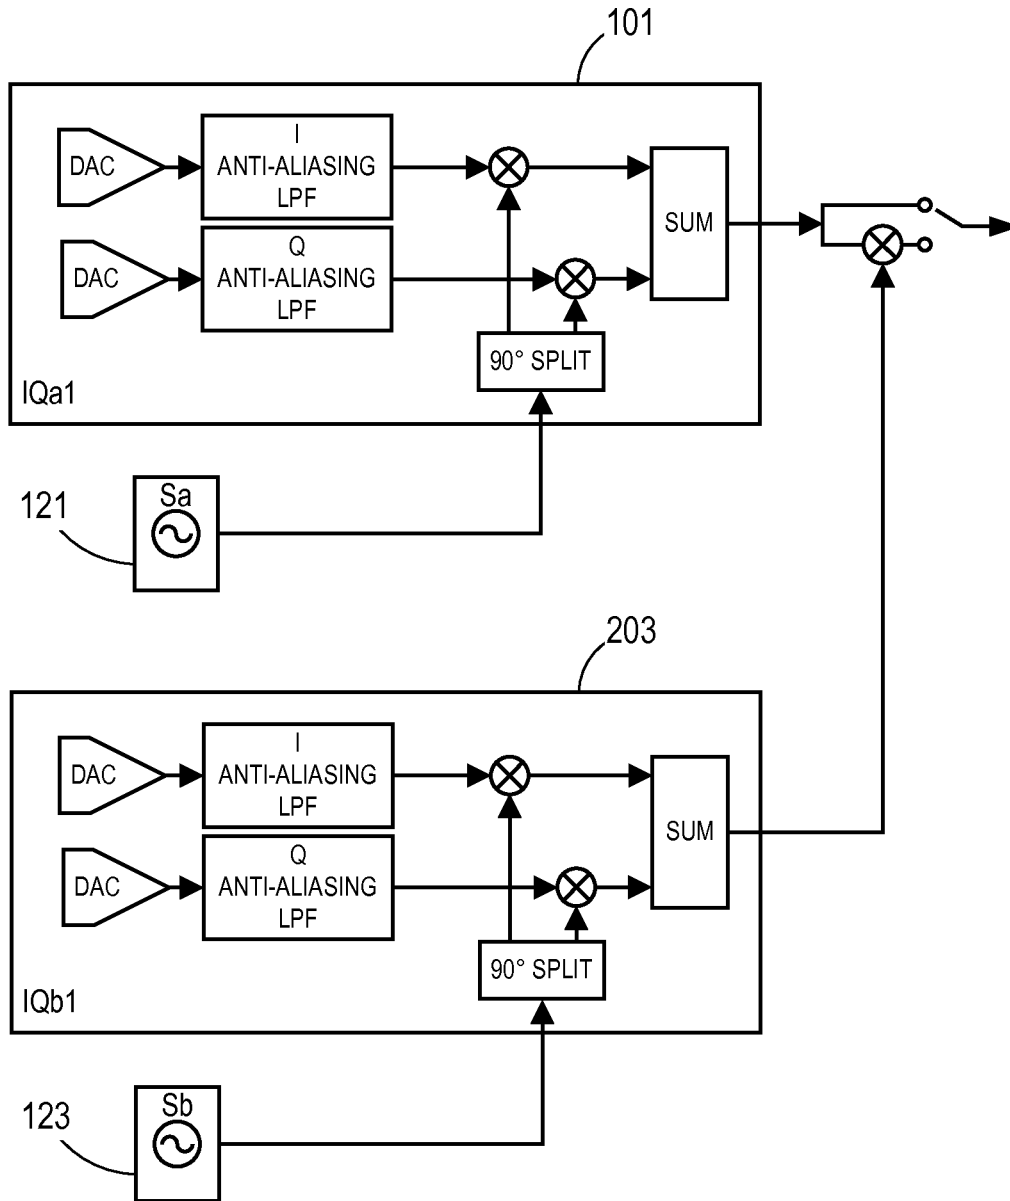 101
DAC
I
ANTI-ALIASING
LPF
SUM
DAC
Q
ANTI-ALIASING
LPF
90° SPLIT
IQa1
121
Sa
203
DAC
I
ANTI-ALIASING
LPF
SUM
DAC
Q
ANTI-ALIASING
LPF
90° SPLIT
IQb1
123
Sb